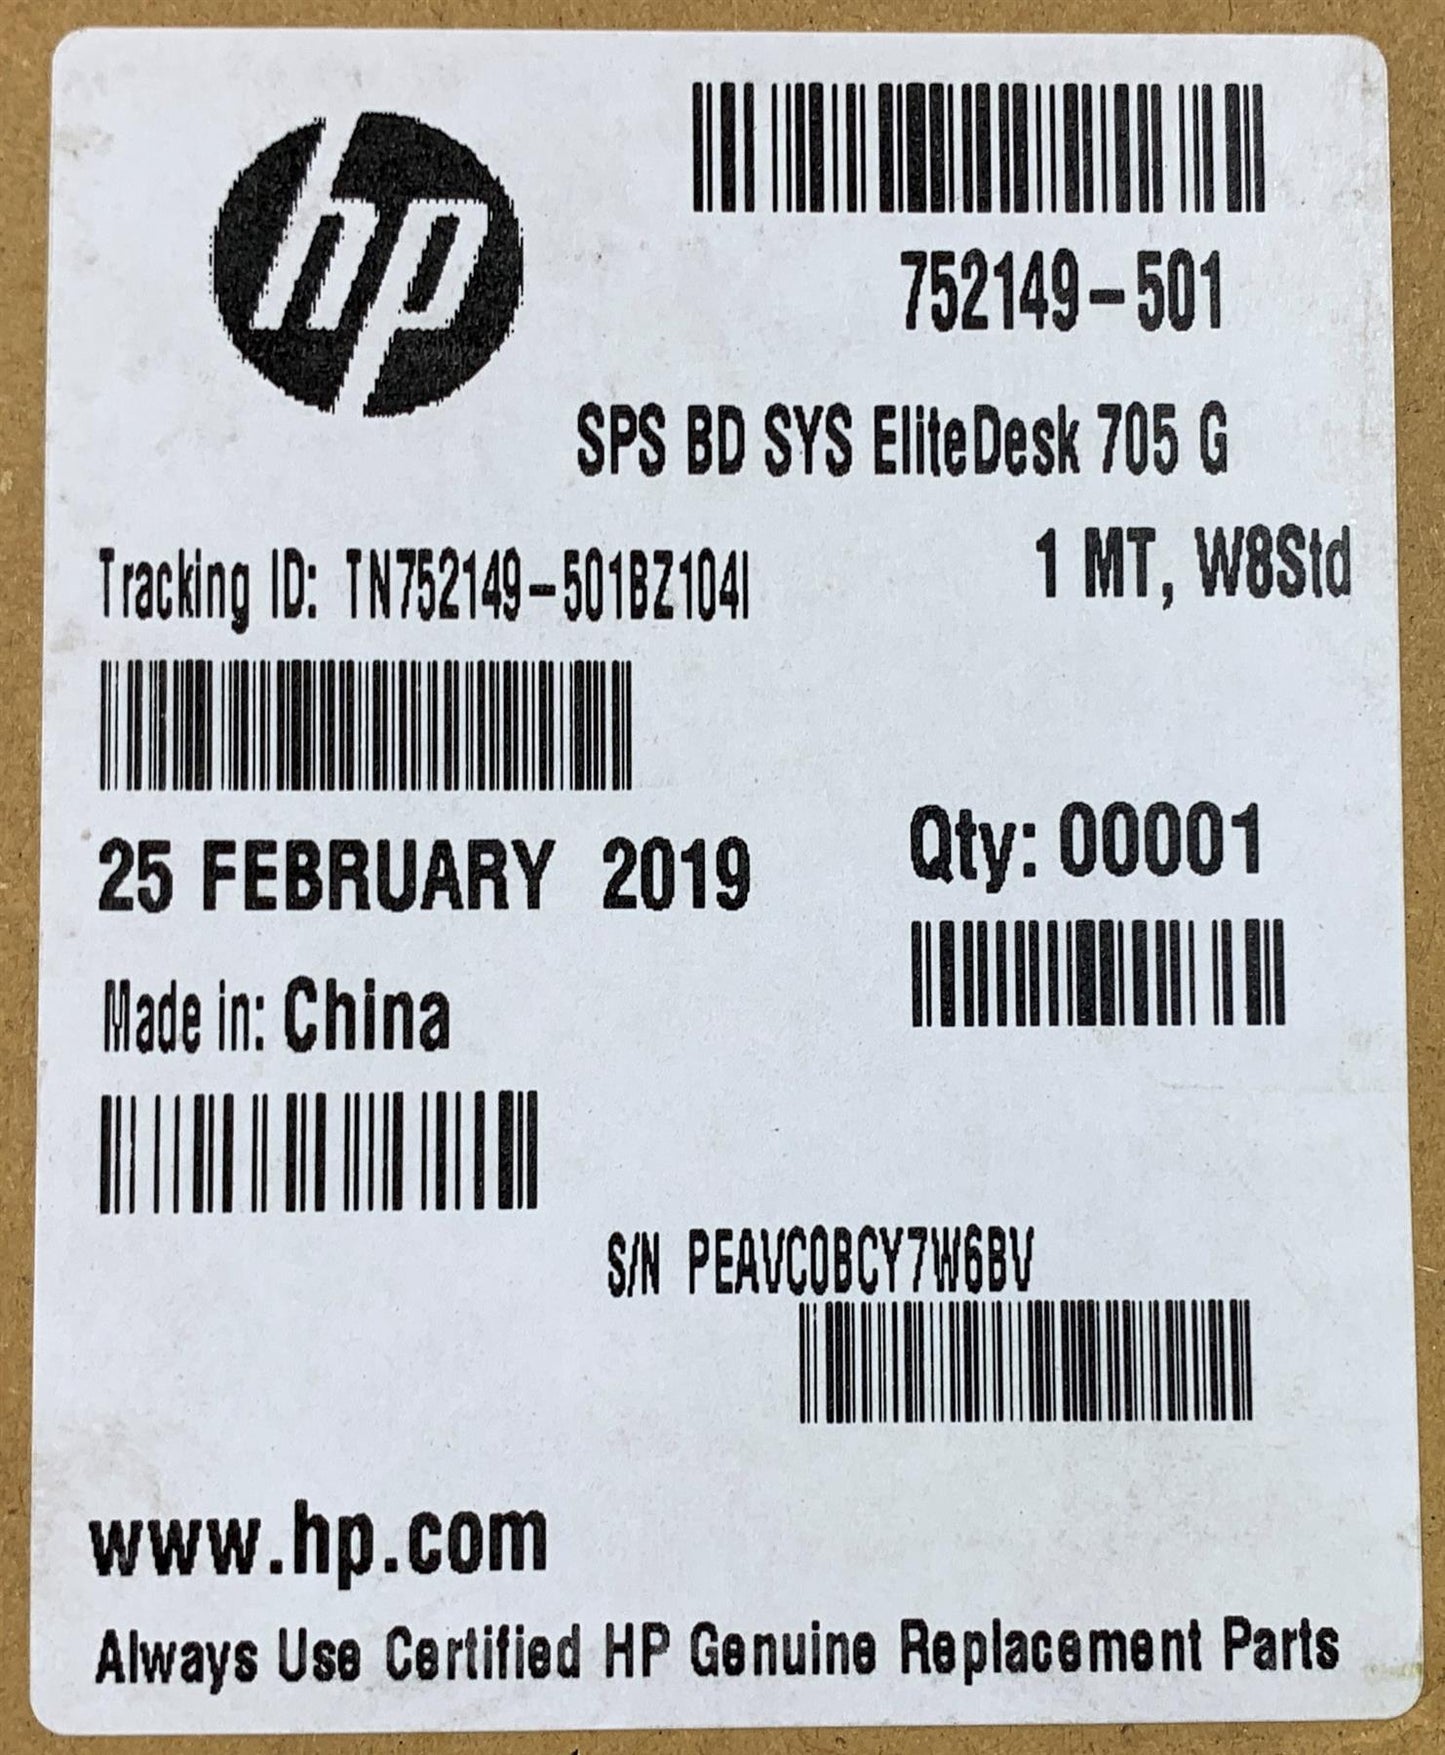 hp
752149-501
SPS BD SYS EliteDesk 705 G
1 MT, W8Std
Tracking ID: TN752149-501BZ104I
25 FEBRUARY 2019
Qty: 00001
Made in: China
S/N PEAVC0BCY7W6BV
www.hp.com
Always Use Certified HP Genuine Replacement Parts